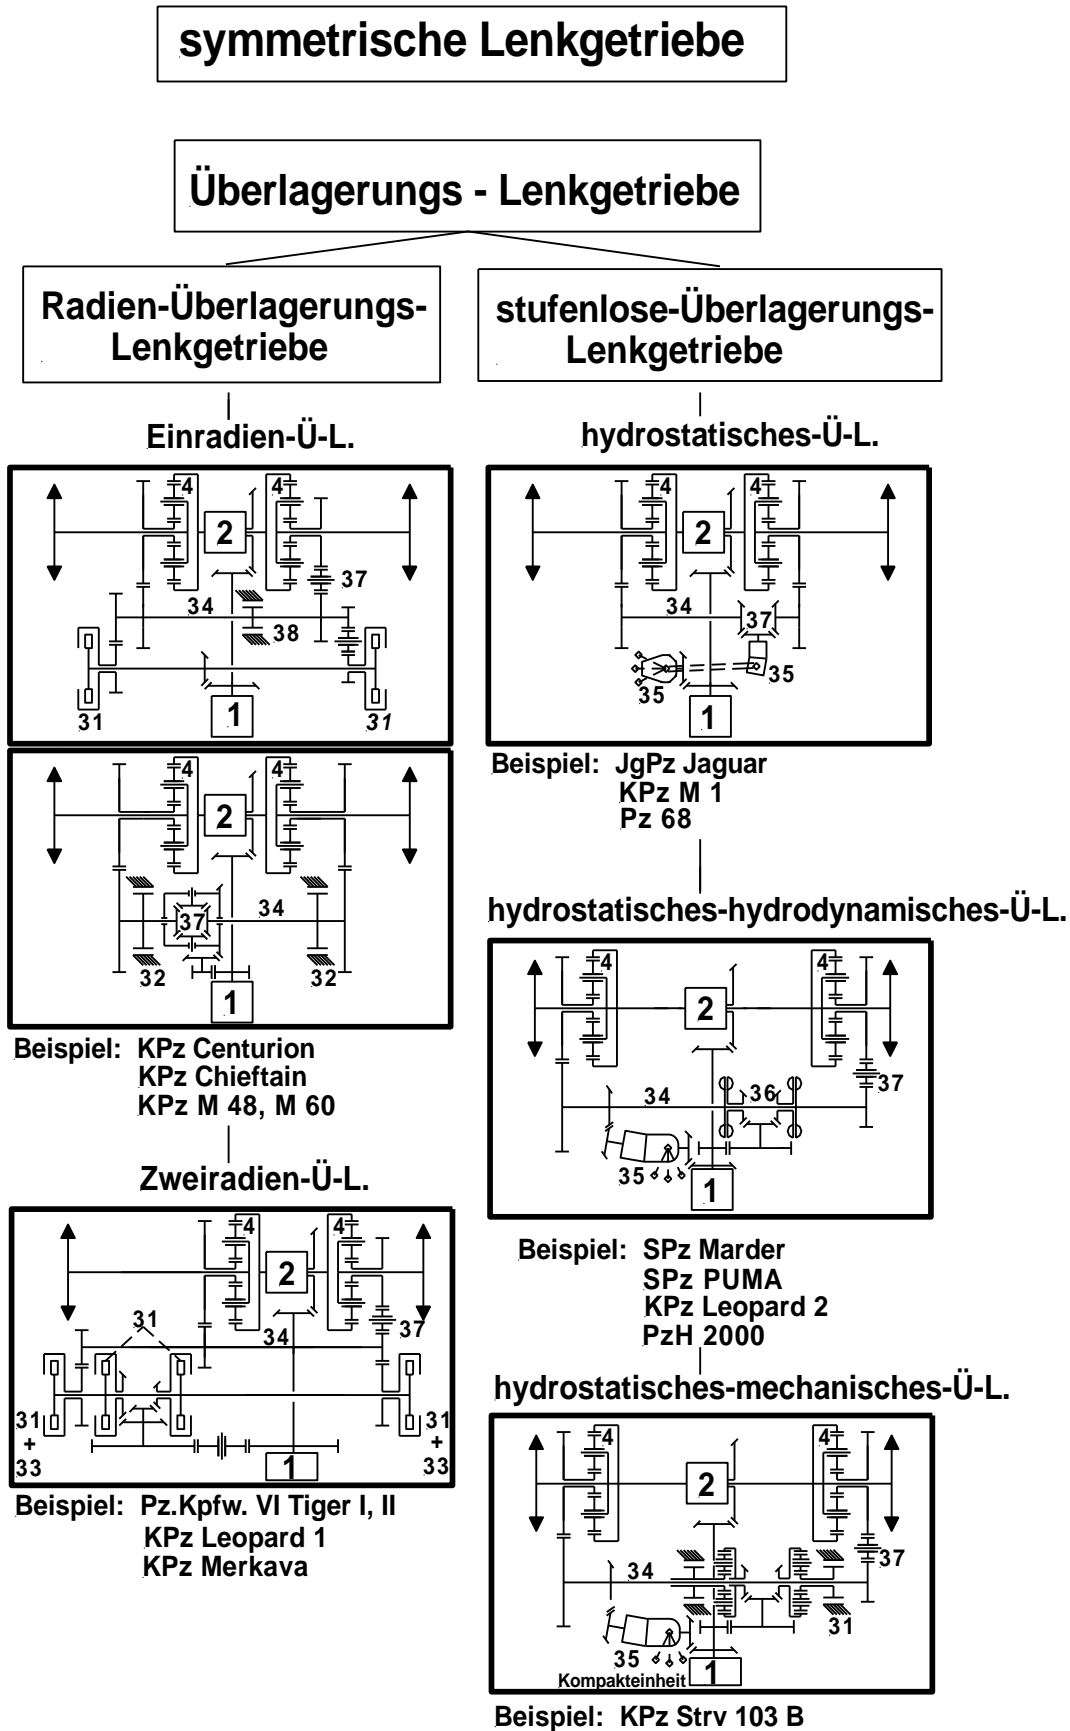 symmetrische Lenkgetriebe
Überlagerungs - Lenkgetriebe
Radien-Überlagerungs-
Lenkgetriebe
stufenlose-Überlagerungs-
Lenkgetriebe
Einradien-Ü-L.
4 4
2
37
34
38
31 31
1
4 4
2
37 34
32 32
1
Beispiel: KPz Centurion
KPz Chieftain
KPz M 48, M 60
Zweiradien-Ü-L.
4 4
2
31
34 37
31
+
33
31
+
33
1
Beispiel: Pz.Kpfw. VI Tiger I, II
KPz Leopard 1
KPz Merkava
hydrostatisches-Ü-L.
4 4
2
34 37
35 35
1
Beispiel: JgPz Jaguar
KPz M 1
Pz 68
hydrostatisches-hydrodynamisches-Ü-L.
4 4
2
37
34 36
35
1
Beispiel: SPz Marder
SPz PUMA
KPz Leopard 2
PzH 2000
hydrostatisches-mechanisches-Ü-L.
4 4
2
37
34
31
35
Kompakteinheit 1
Beispiel: KPz Strv 103 B